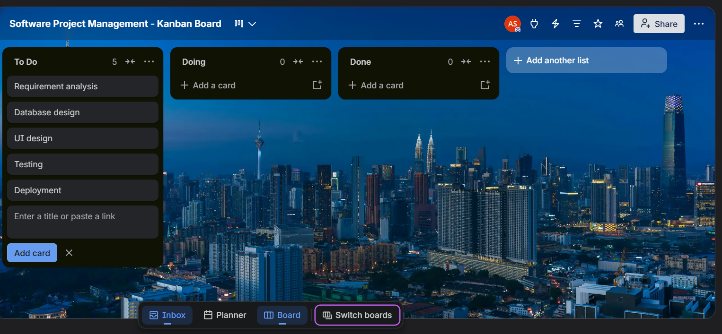 Software Project Management - Kanban Board
AS
Share
To Do 5
Requirement analysis
Database design
UI design
Testing
Deployment
Enter a title or paste a link
Add card
Doing 0
Add a card
Done 0
Add a card
Add another list
Inbox
Planner
Board
Switch boards